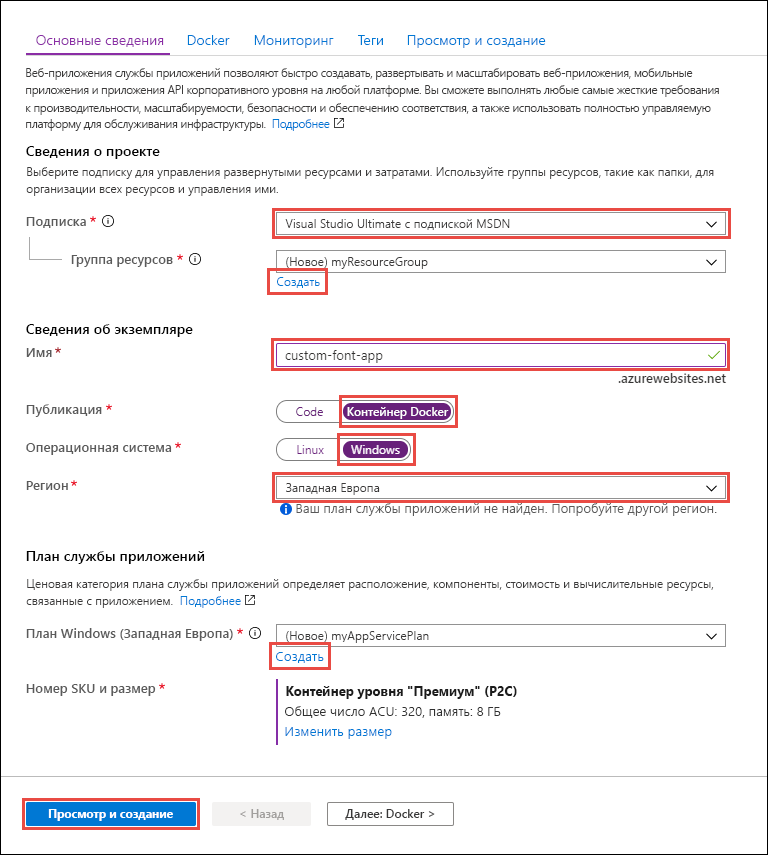 Основные сведения Docker Мониторинг Теги Просмотр и создание
Веб-приложения службы приложений позволяют быстро создавать, развертывать и масштабировать веб-приложения, мобильные
приложения и приложения API корпоративного уровня на любой платформе. Вы сможете выполнять любые самые жесткие требования
к производительности, масштабируемости, безопасности и обеспечению соответствия, а также использовать полностью управляемую
платформу для обслуживания инфраструктуры. Подробнее
Сведения о проекте
Выберите подписку для управления развернутыми ресурсами и затратами. Используйте группы ресурсов, такие как папки, для
организации всех ресурсов и управления ими.
Подписка * Visual Studio Ultimate с подпиской MSDN
Группа ресурсов * (Новое) myResourceGroup
Создать
Сведения об экземпляре
Имя * custom-font-app
.azurewebsites.net
Публикация * Code Контейнер Docker
Операционная система * Linux Windows
Регион * Западная Европа
Ваш план службы приложений не найден. Попробуйте другой регион.
План службы приложений
Ценовая категория плана службы приложений определяет расположение, компоненты, стоимость и вычислительные ресурсы,
связанные с приложением. Подробнее
План Windows (Западная Европа) * (Новое) myAppServicePlan
Создать
Номер SKU и размер * Контейнер уровня "Премиум" (P2C)
Общее число ACU: 320, память: 8 ГБ
Изменить размер
Просмотр и создание < Назад Далее: Docker >